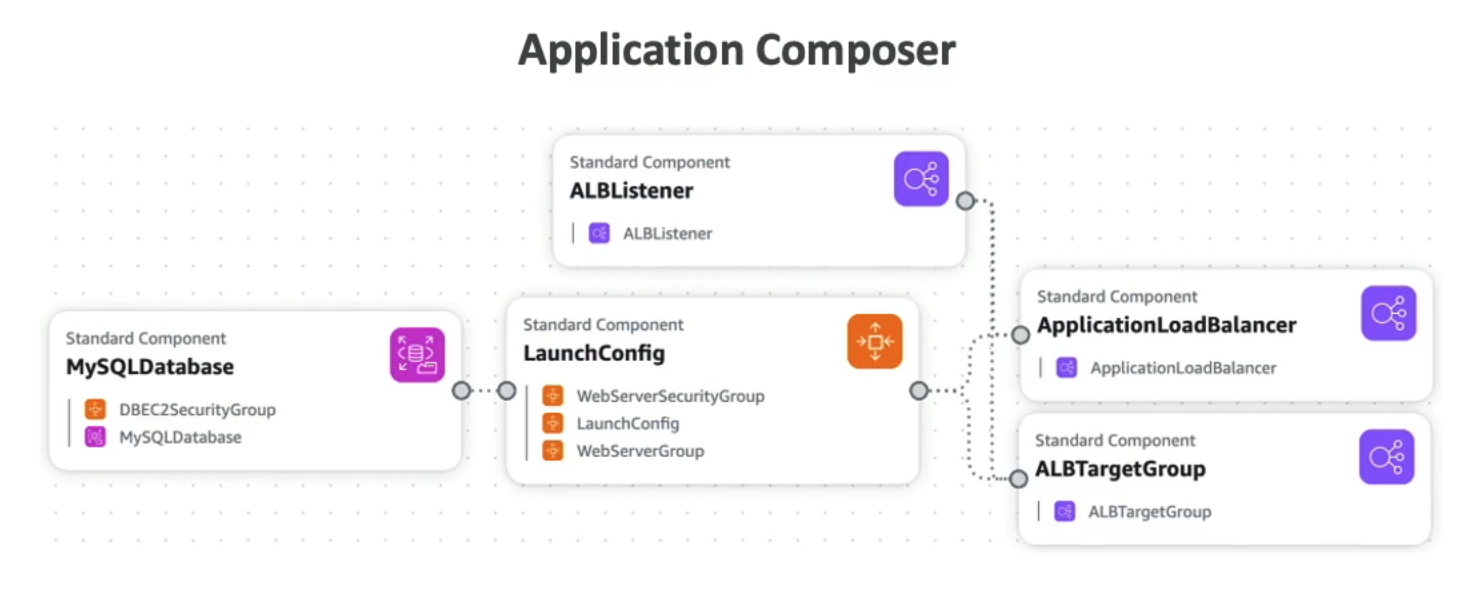 Application Composer
Standard Component
ALBListener
ALBListener
Standard Component
MySQLDatabase
DBEC2SecurityGroup
MySQLDatabase
Standard Component
LaunchConfig
WebServerSecurityGroup
LaunchConfig
WebServerGroup
Standard Component
ApplicationLoadBalancer
ApplicationLoadBalancer
Standard Component
ALBTargetGroup
ALBTargetGroup